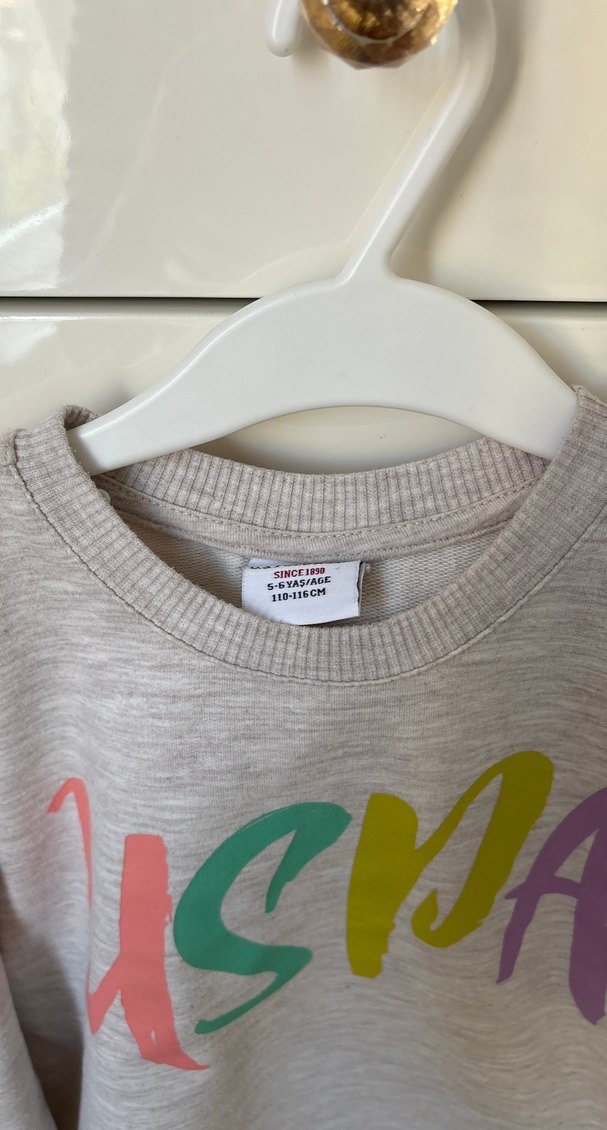 SINCE 1890
5-6 YAŞ/AGE
110-116 CM
USPA